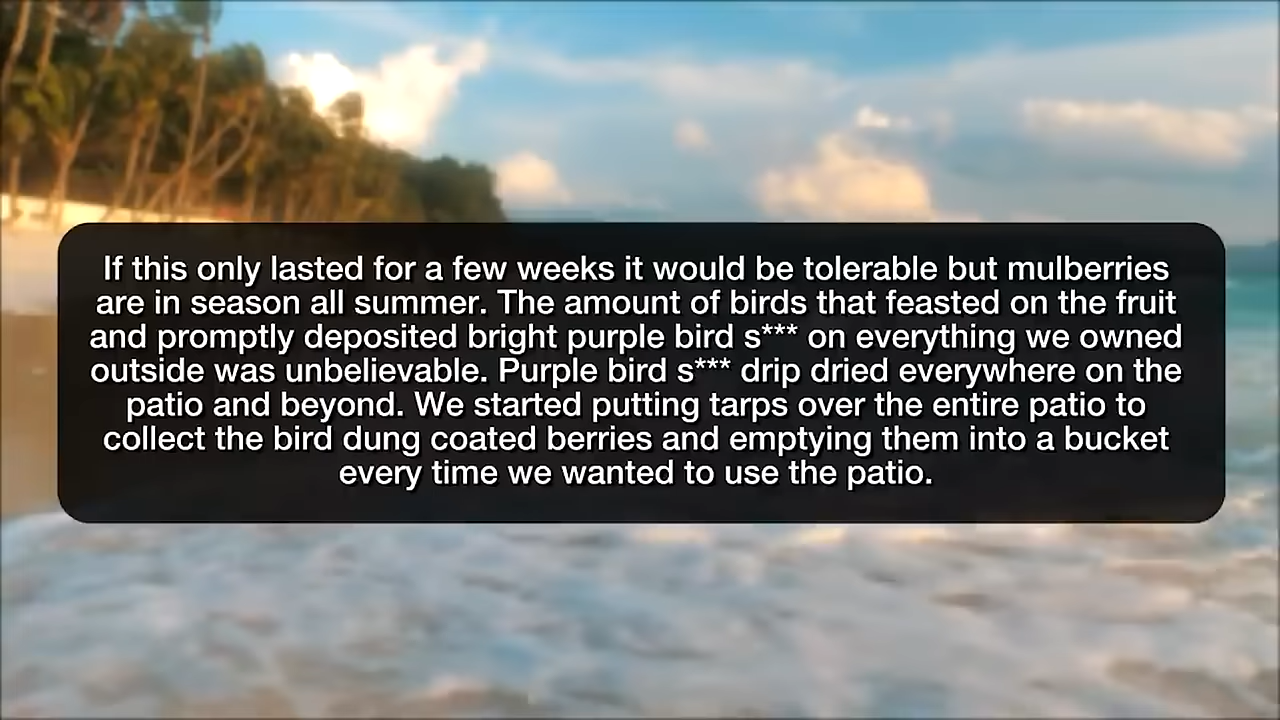 If this only lasted for a few weeks it would be tolerable but mulberries
are in season all summer. The amount of birds that feasted on the fruit
and promptly deposited bright purple bird s*** on everything we owned
outside was unbelievable. Purple bird s*** drip dried everywhere on the
patio and beyond. We started putting tarps over the entire patio to
collect the bird dung coated berries and emptying them into a bucket
every time we wanted to use the patio.